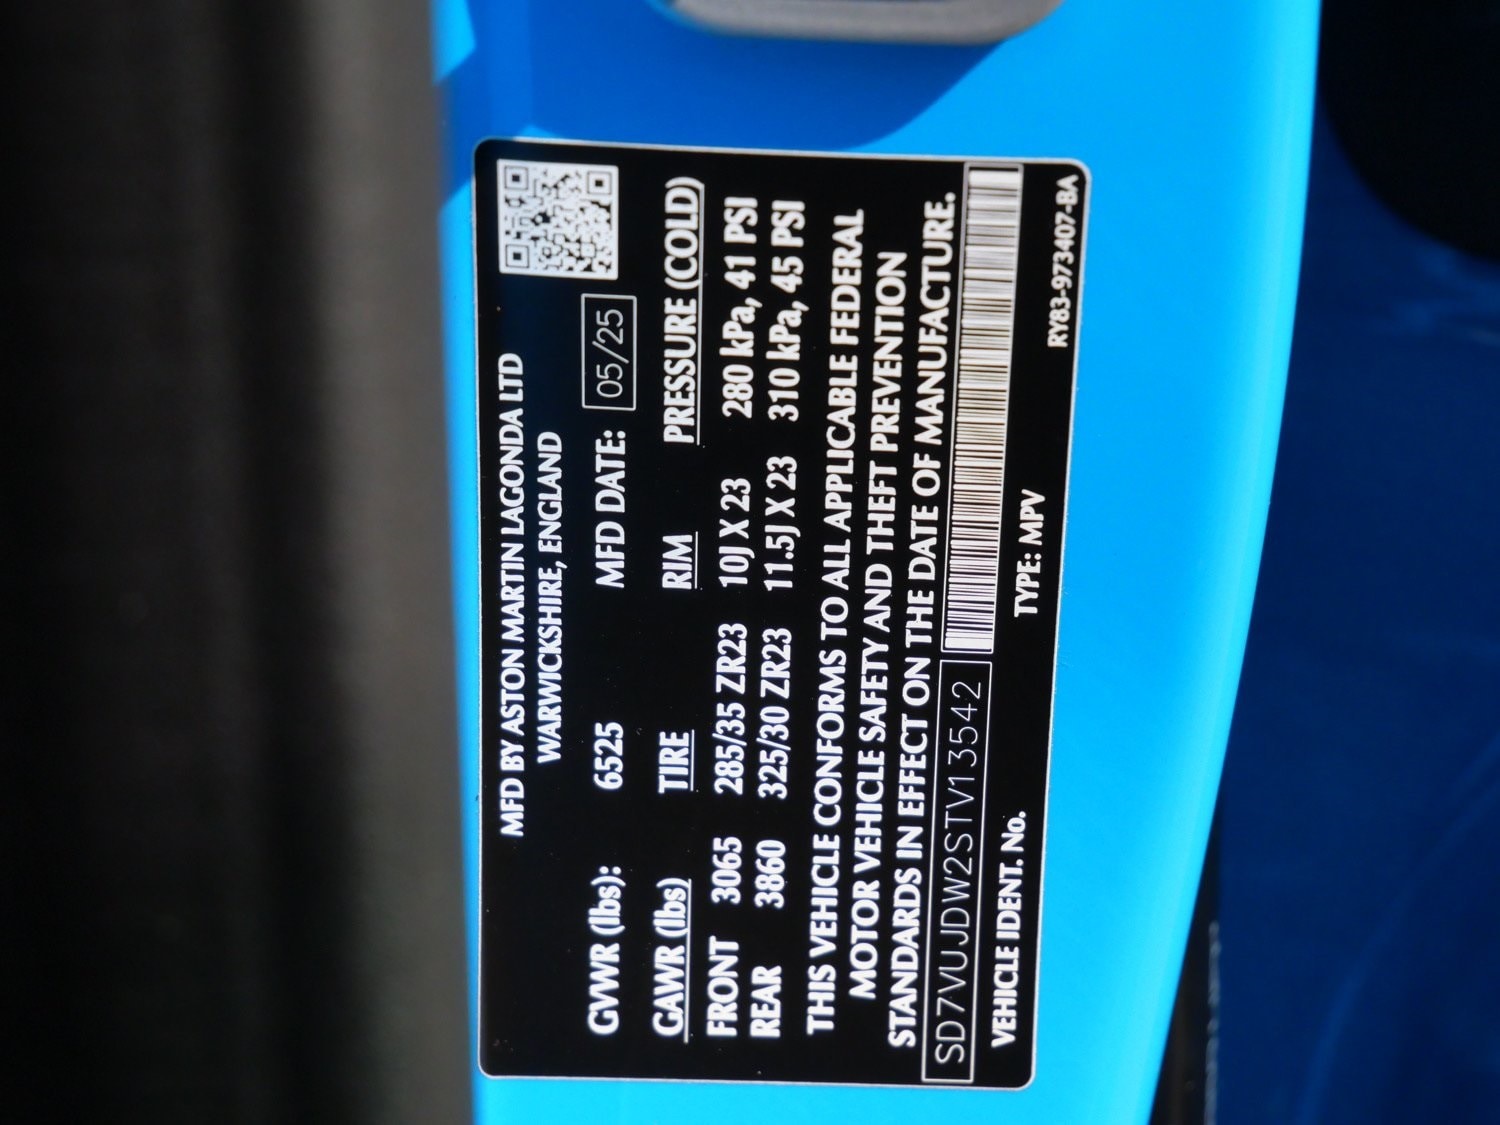 MFD BY ASTON MARTIN LAGONDA LTD
WARWICKSHIRE, ENGLAND
GVWR (lbs): 6525 MFD DATE: 05/25
GAWR (lbs) TIRE RIM PRESSURE (COLD)
FRONT 3065 285/35 ZR23 10J X 23 280 kPa, 41 PSI
REAR 3860 325/30 ZR23 11.5J X 23 310 kPa, 45 PSI
THIS VEHICLE CONFORMS TO ALL APPLICABLE FEDERAL
MOTOR VEHICLE SAFETY AND THEFT PREVENTION
STANDARDS IN EFFECT ON THE DATE OF MANUFACTURE.
SD7VUJDW2STV13542
VEHICLE IDENT. No. TYPE: MPV
RY83-973407-BA